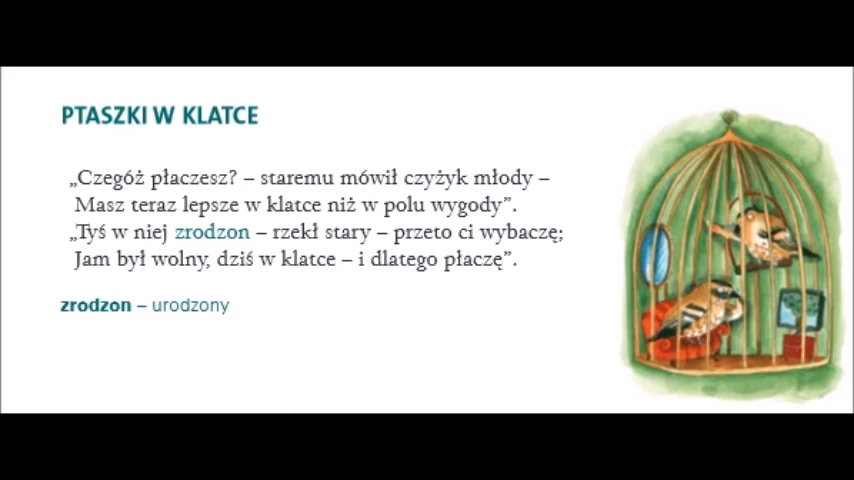 PTASZKI W KLATCE
„Czegóż płaczesz? – staremu mówił czyżyk młody –
Masz teraz lepsze w klatce niż w polu wygody”.
„Tyś w niej zrodzon – rzekł stary – przeto ci wybaczę;
Jam był wolny, dziś w klatce – i dlatego płaczę”.
zrodzon – urodzony